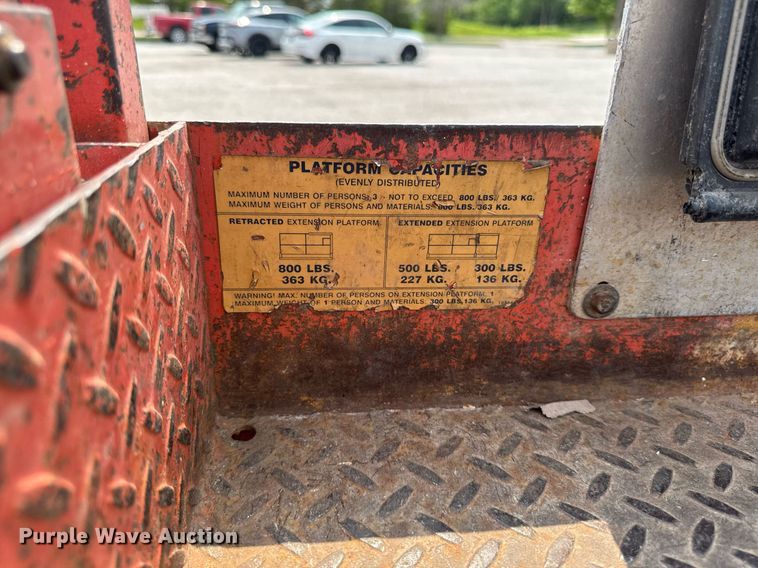 PLATFORM CAPACITIES
(EVENLY DISTRIBUTED)
MAXIMUM NUMBER OF PERSONS: 3 - NOT TO EXCEED 800 LBS./ 363 KG.
MAXIMUM WEIGHT OF PERSONS AND MATERIALS. 800 LBS. 363 KG.
RETRACTED EXTENSION PLATFORM
800 LBS.
363 KG.
EXTENDED EXTENSION PLATFORM
500 LBS. 300 LBS.
227 KG. 136 KG.
WARNING! MAX. NUMBER OF PERSONS ON EXTENSION PLATFORM: 1
MAXIMUM WEIGHT OF 1 PERSON AND MATERIALS. 300 LBS. 136 KG.
Purple Wave Auction